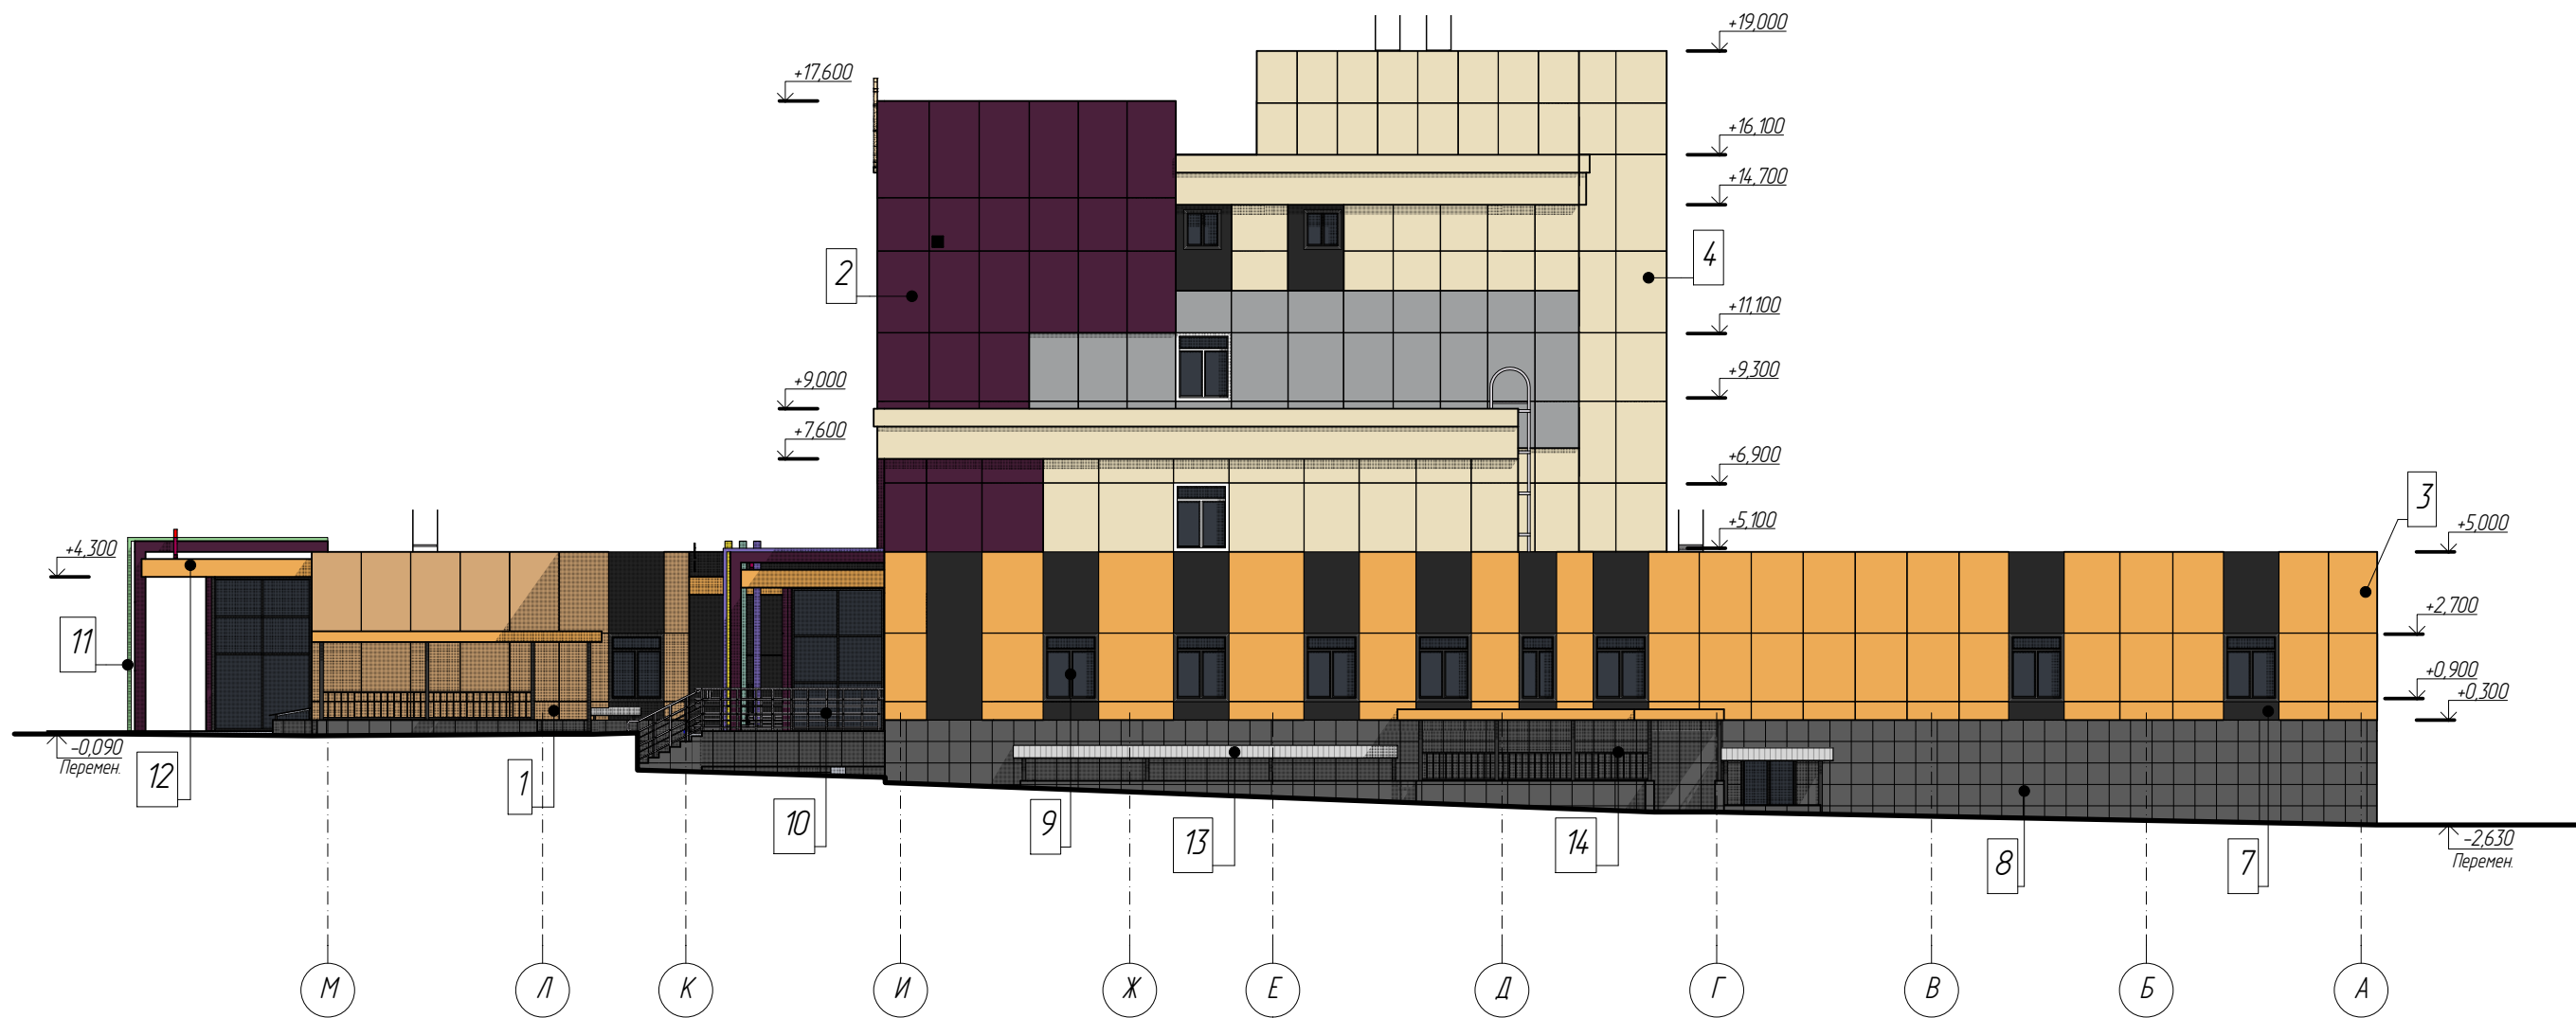 +19,000
+17,600
+16,100
+14,700
2
4
+11,100
+9,300
+9,000
+7,600
+6,900
3
+5,100
+5,000
+4,300
+2,700
11
+0,900
+0,300
-0,090
Перемен.
12
1
10
9
13
14
8
7
-2,630
Перемен.
М
Л
К
И
Ж
Е
Д
Г
В
Б
А